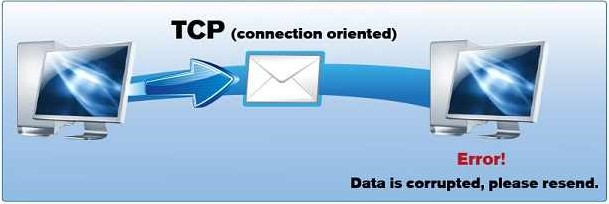 TCP (connection oriented)
Error!
Data is corrupted, please resend.